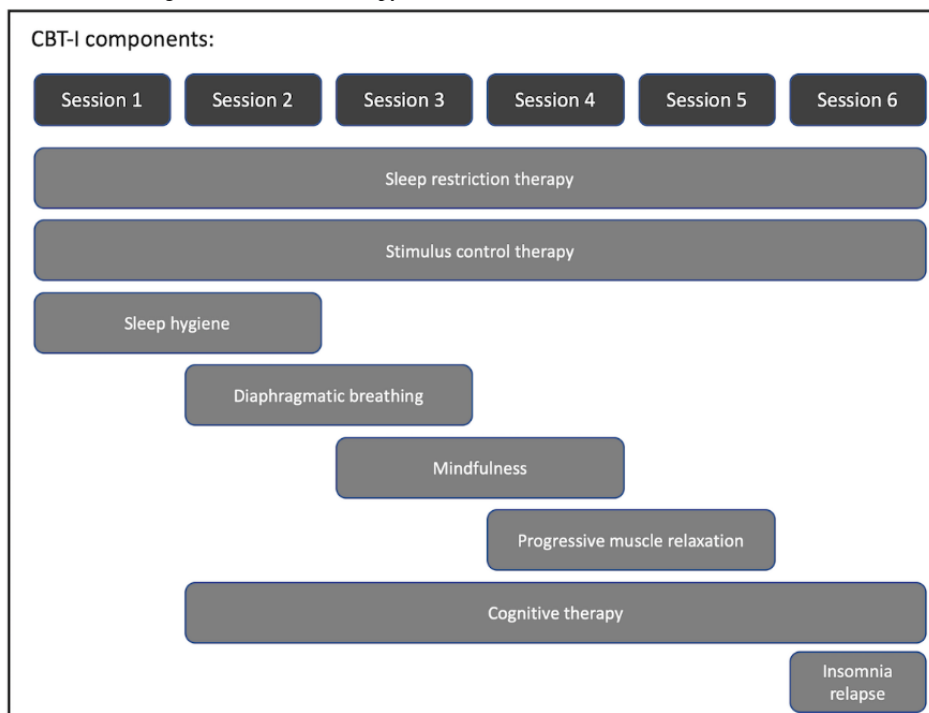 CBT-I components:
Session 1 Session 2 Session 3 Session 4 Session 5 Session 6
Sleep restriction therapy
Stimulus control therapy
Sleep hygiene
Diaphragmatic breathing
Mindfulness
Progressive muscle relaxation
Cognitive therapy
Insomnia
relapse